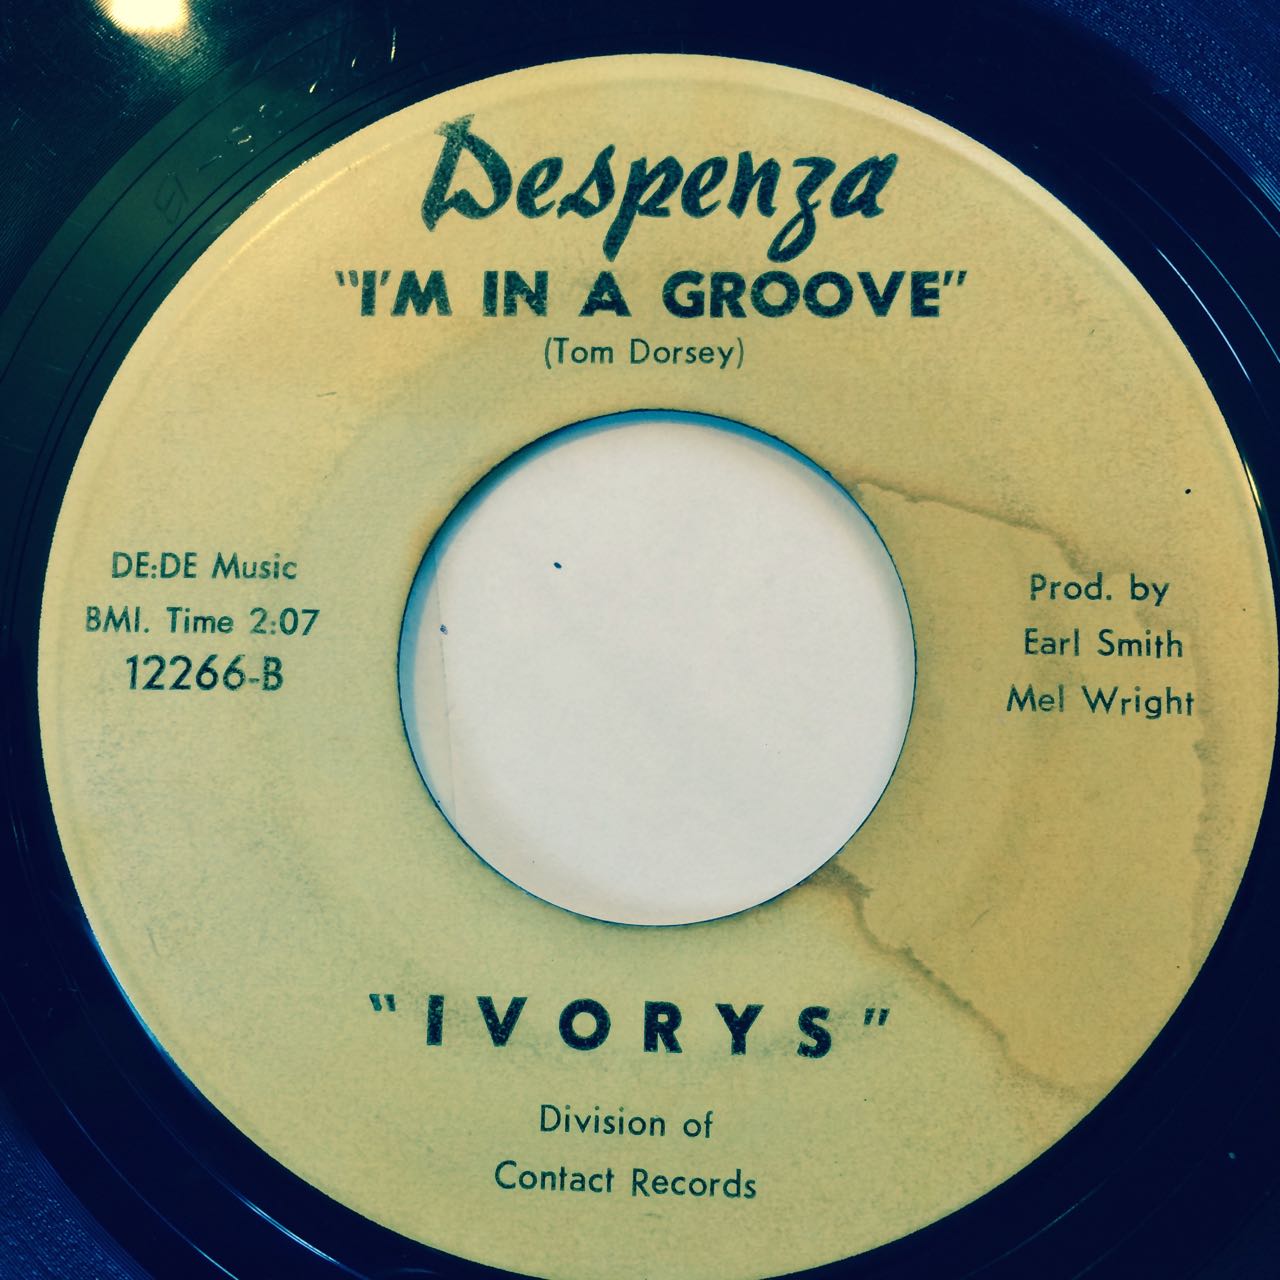 Despenza
"I'M IN A GROOVE"
(Tom Dorsey)
DE:DE Music
BMI. Time 2:07
12266-B
Prod. by
Earl Smith
Mel Wright
"IVORYS"
Division of
Contact Records